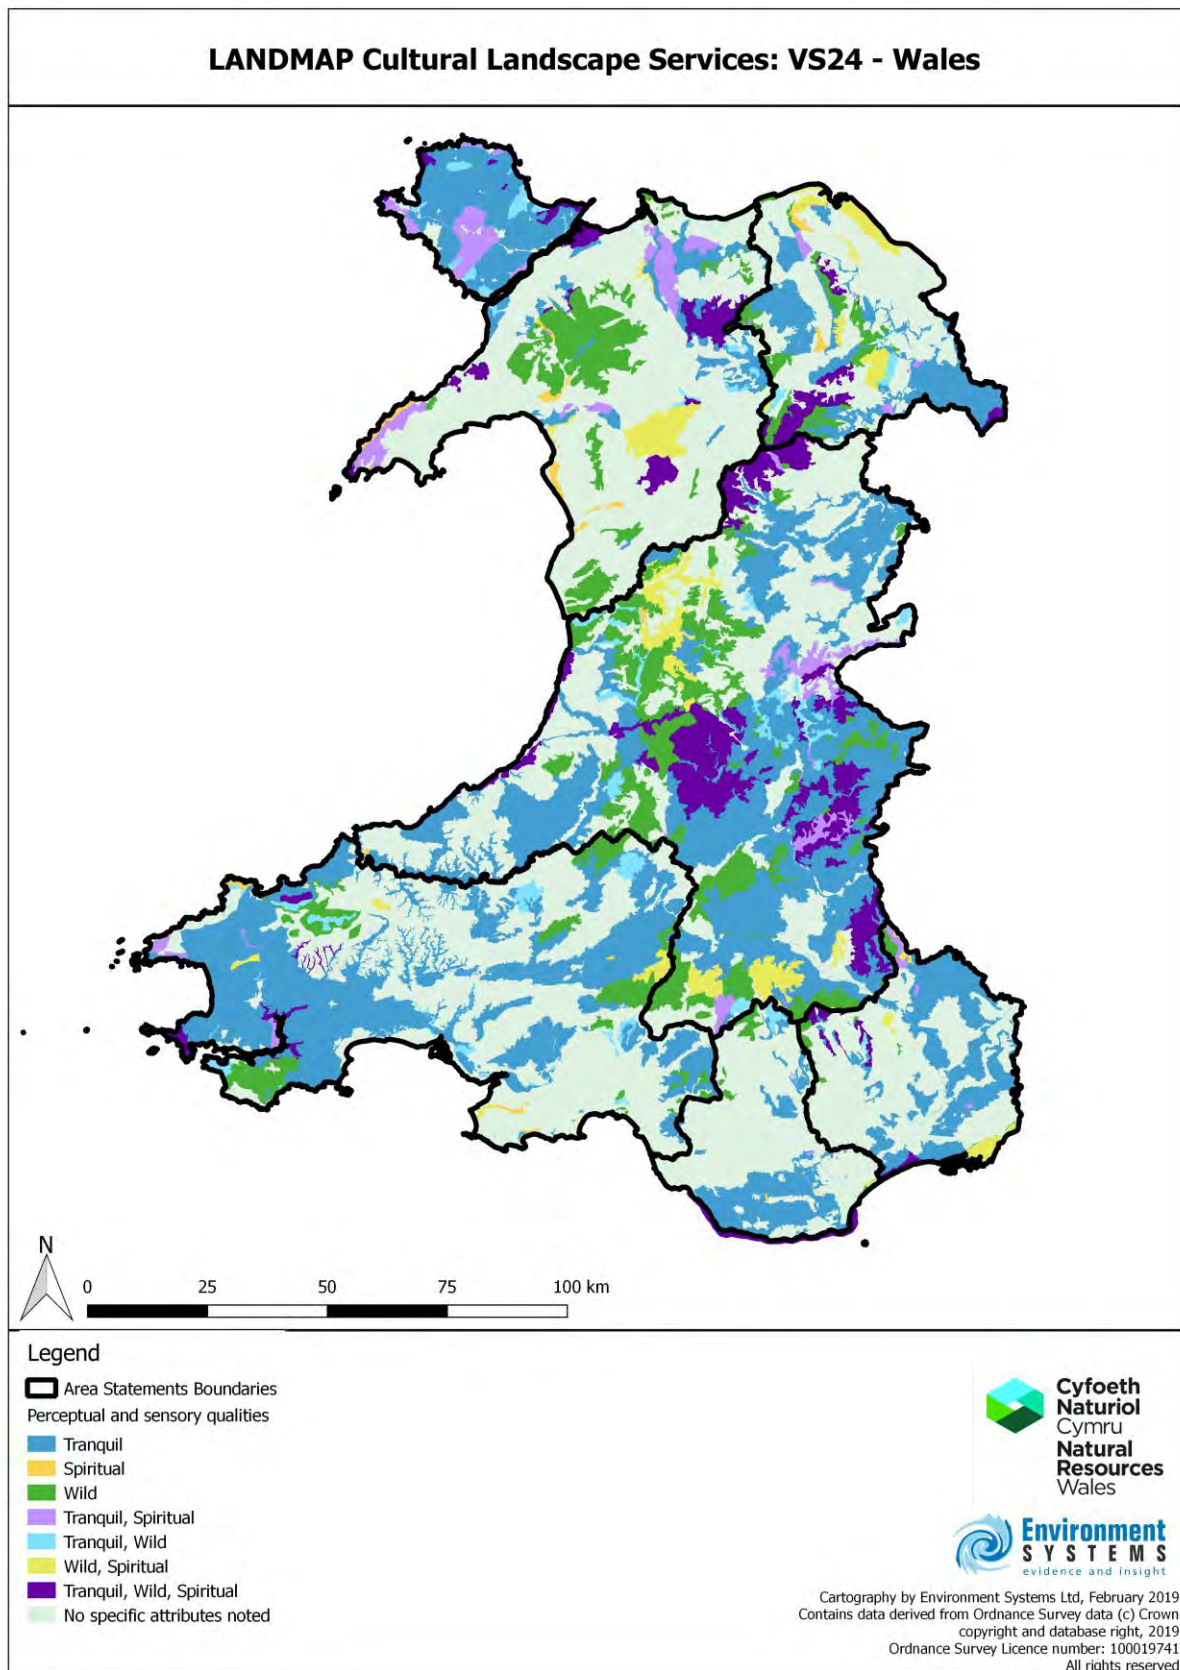 LANDMAP Cultural Landscape Services: VS24 - Wales
N
0 25 50 75 100 km
Legend
Area Statements Boundaries
Perceptual and sensory qualities
Tranquil
Spiritual
Wild
Tranquil, Spiritual
Tranquil, Wild
Wild, Spiritual
Tranquil, Wild, Spiritual
No specific attributes noted
Cyfoeth
Naturiol
Cymru
Natural
Resources
Wales
Environment
SYSTEMS
evidence and insight
Cartography by Environment Systems Ltd, February 2019
Contains data derived from Ordnance Survey data (c) Crown
copyright and database right, 2019
Ordnance Survey Licence number: 100019741
All rights reserved